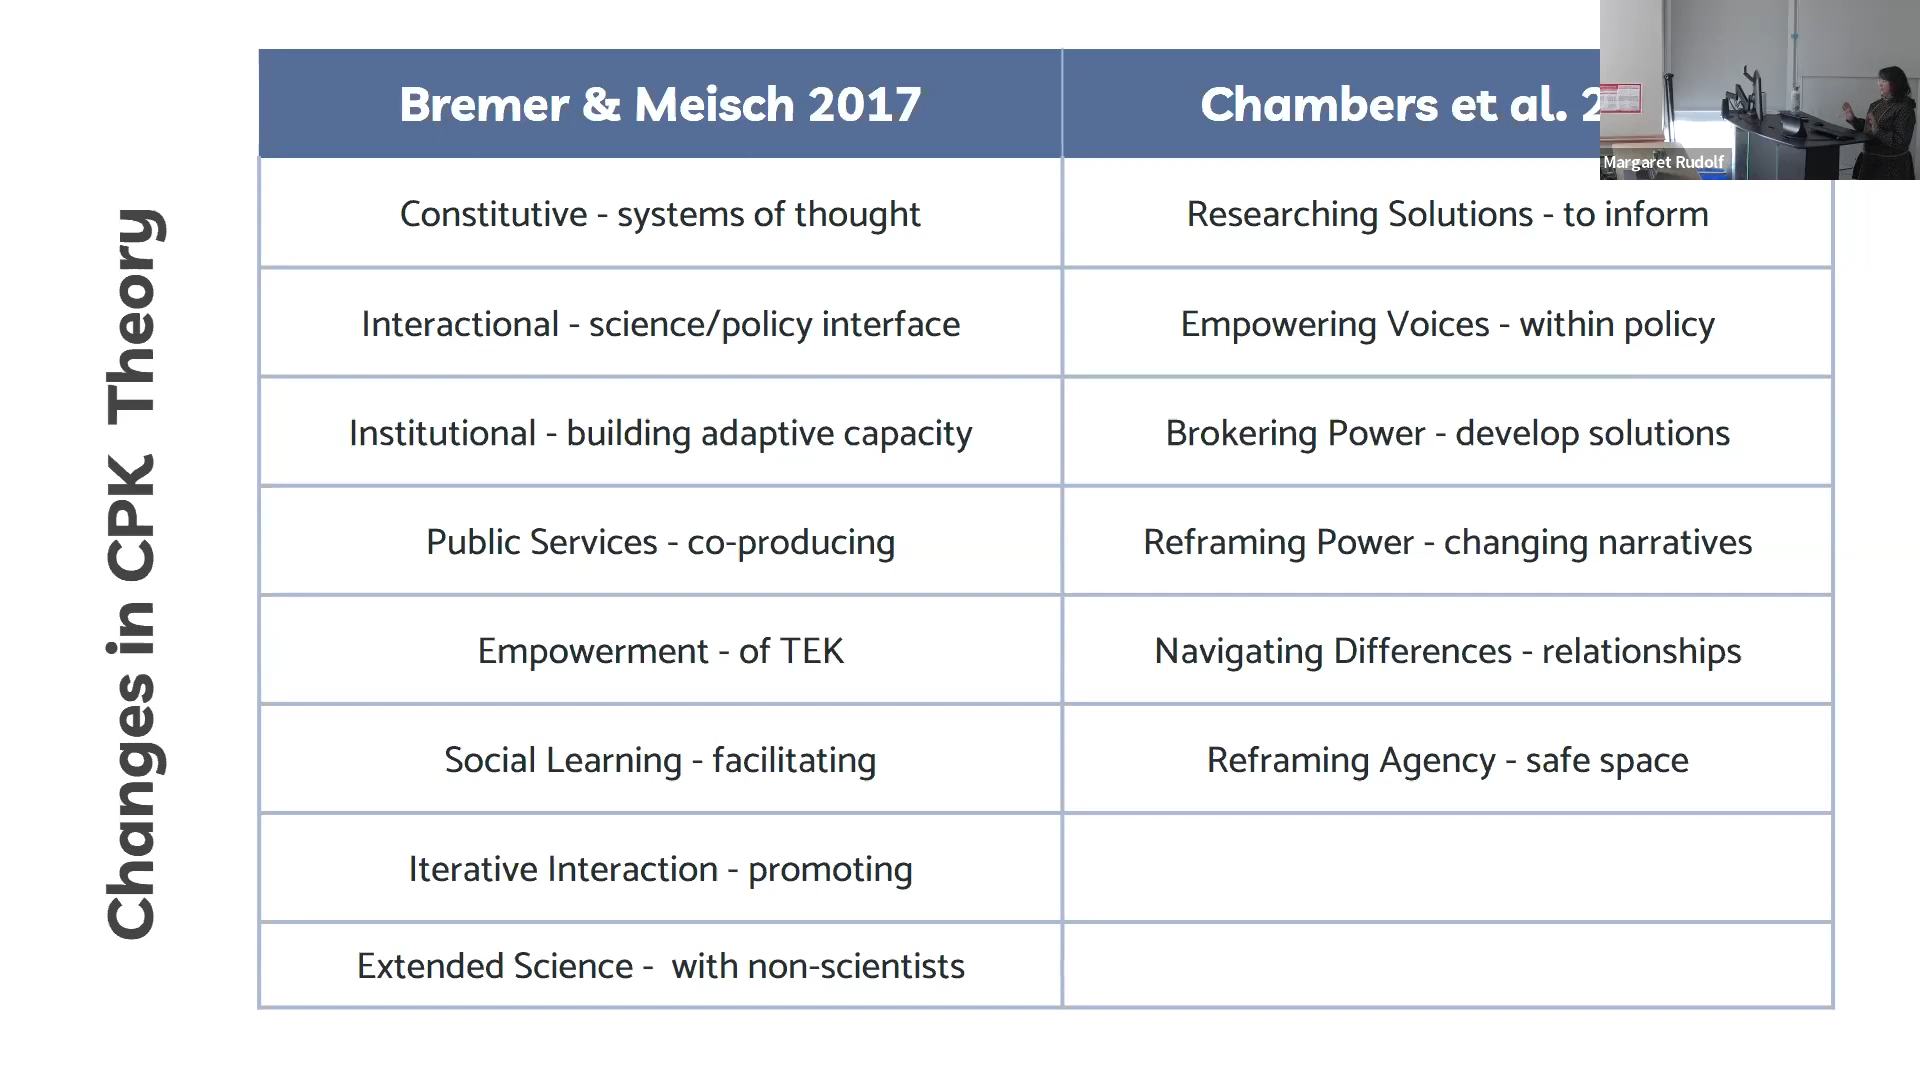 Changes in CPK Theory
Bremer & Meisch 2017
Chambers et al. 2
Constitutive - systems of thought
Researching Solutions - to inform
Interactional - science/policy interface
Empowering Voices - within policy
Institutional - building adaptive capacity
Brokering Power - develop solutions
Public Services - co-producing
Reframing Power - changing narratives
Empowerment - of TEK
Navigating Differences - relationships
Social Learning - facilitating
Reframing Agency - safe space
Iterative Interaction - promoting
Extended Science -  with non-scientists
Margaret Rudolf